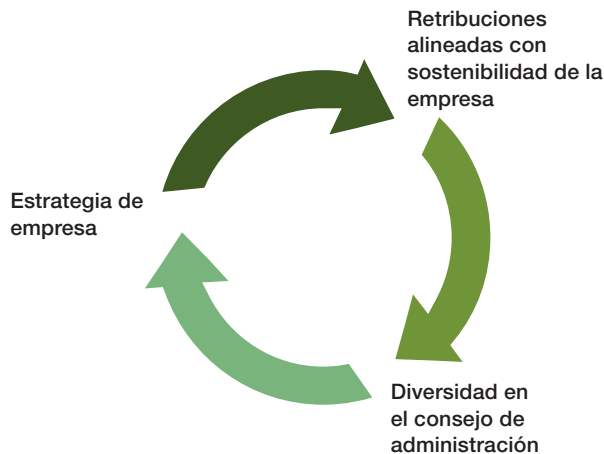 Retribuciones
alineadas con
sostenibilidad de la
empresa
Estrategia de
empresa
Diversidad en
el consejo de
administración